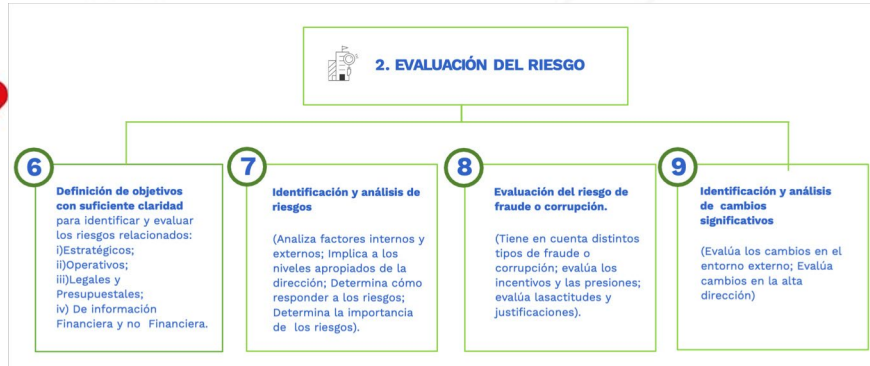 2. EVALUACIÓN DEL RIESGO
6
Definición de objetivos
con suficiente claridad
para identificar y evaluar
los riesgos relacionados:
i)Estratégicos;
ii)Operativos;
iii)Legales y
Presupuestales;
iv) De información
Financiera y no Financiera.
7
Identificación y análisis de
riesgos
(Analiza factores internos y
externos; Implica a los
niveles apropiados de la
dirección; Determina cómo
responder a los riesgos;
Determina la importancia
de los riesgos).
8
Evaluación del riesgo de
fraude o corrupción.
(Tiene en cuenta distintos
tipos de fraude o
corrupción; evalúa los
incentivos y las presiones;
evalúa lasactitudes y
justificaciones).
9
Identificación y análisis
de cambios
significativos
(Evalúa los cambios en el
entorno externo; Evalúa
cambios en la alta
dirección)